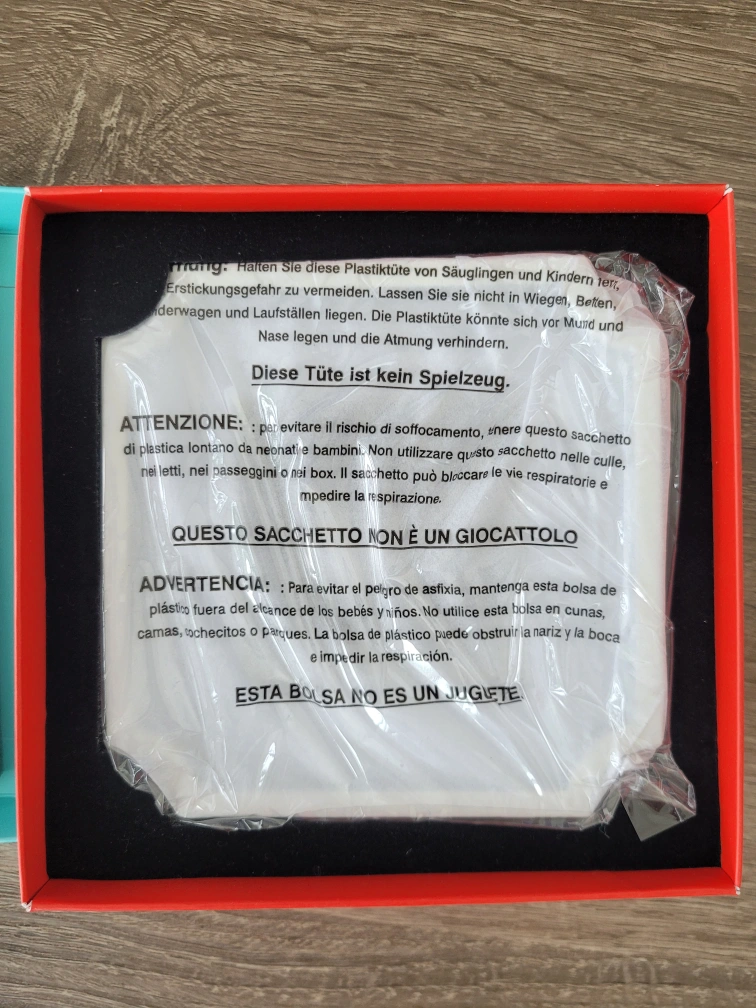 Halten Sie diese Plastiktüte von Säuglingen und Kindern fern,
Erstickungsgefahr zu vermeiden. Lassen Sie sie nicht in Wiegen, Betten,
und Laufställen liegen. Die Plastiktüte könnte sich vor Mund und
Nase legen und die Atmung verhindern.
Diese Tüte ist kein Spielzeug.
ATTENZIONE: : per evitare il rischio di soffocamento, tenere questo sacchetto
di plastica lontano da neonati e bambini. Non utilizzare questo sacchetto nelle culle,
nei letti, nei passeggini o nei box. Il sacchetto può bloccare le vie respiratorie e
impedire la respirazione.
QUESTO SACCHETTO NON È UN GIOCATTOLO
ADVERTENCIA: : Para evitar el peligro de asfixia, mantenga esta bolsa de
plástico fuera del alcance de los bebés y niños. No utilice esta bolsa en cunas,
camas, cochecitos o parques. La bolsa de plástico puede obstruir la nariz y la boca
e impedir la respiración.
ESTA BOLSA NO ES UN JUGUETE